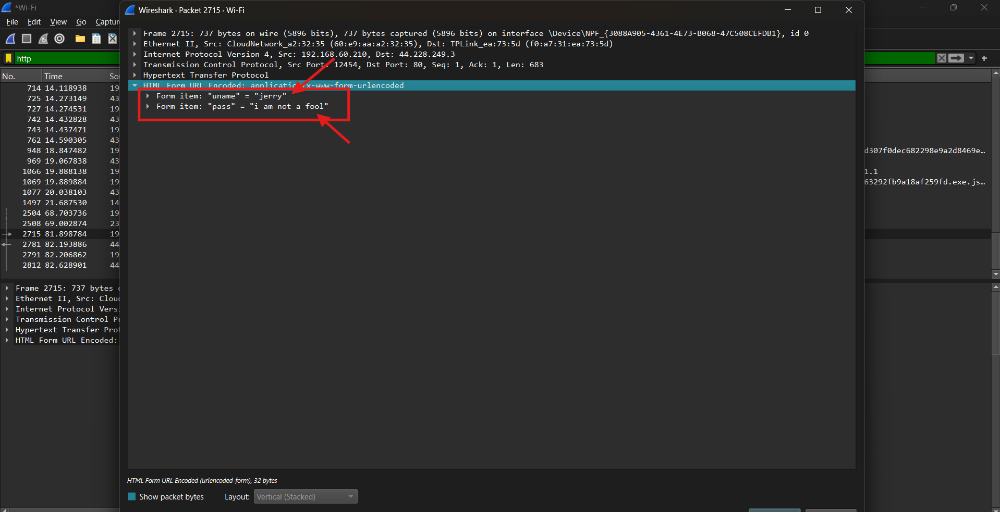 *Wi-Fi
File Edit View Go Captur
http
No. Time So
714 14.118938 19
725 14.273149 43
727 14.274531 19
742 14.432828 43
743 14.437471 19
762 14.590305 43
948 18.847482 19
969 19.067838 43
1066 19.888138 19
1069 19.889884 19
1077 20.038103 43
1497 21.687530 14
2504 68.703736 19
2508 69.002874 23
2715 81.898784 19
2781 82.193886 44
2791 82.206862 19
2812 82.628901 44
Frame 2715: 737 bytes
Ethernet II, Src: Clou
Internet Protocol Vers
Transmission Control P
Hypertext Transfer Pro
HTML Form URL Encoded:
Wireshark · Packet 2715 · Wi-Fi
Frame 2715: 737 bytes on wire (5896 bits), 737 bytes captured (5896 bits) on interface \Device\NPF_{3088A905-4361-4E73-B068-47C508CEFDB1}, id 0
Ethernet II, Src: CloudNetwork_a2:32:35 (60:e9:aa:a2:32:35), Dst: TPLink_ea:73:5d (f0:a7:31:ea:73:5d)
Internet Protocol Version 4, Src: 192.168.60.210, Dst: 44.228.249.3
Transmission Control Protocol, Src Port: 12454, Dst Port: 80, Seq: 1, Ack: 1, Len: 683
Hypertext Transfer Protocol
HTML Form URL Encoded: application/x-www-form-urlencoded
Form item: "uname" = "jerry"
Form item: "pass" = "i am not a fool"
HTML Form URL Encoded (urlencoded-form), 32 bytes
Show packet bytes Layout: Vertical (Stacked)
d307f0dec682298e9a2d8469e…
1.1
63292fb9a18af259fd.exe.js…